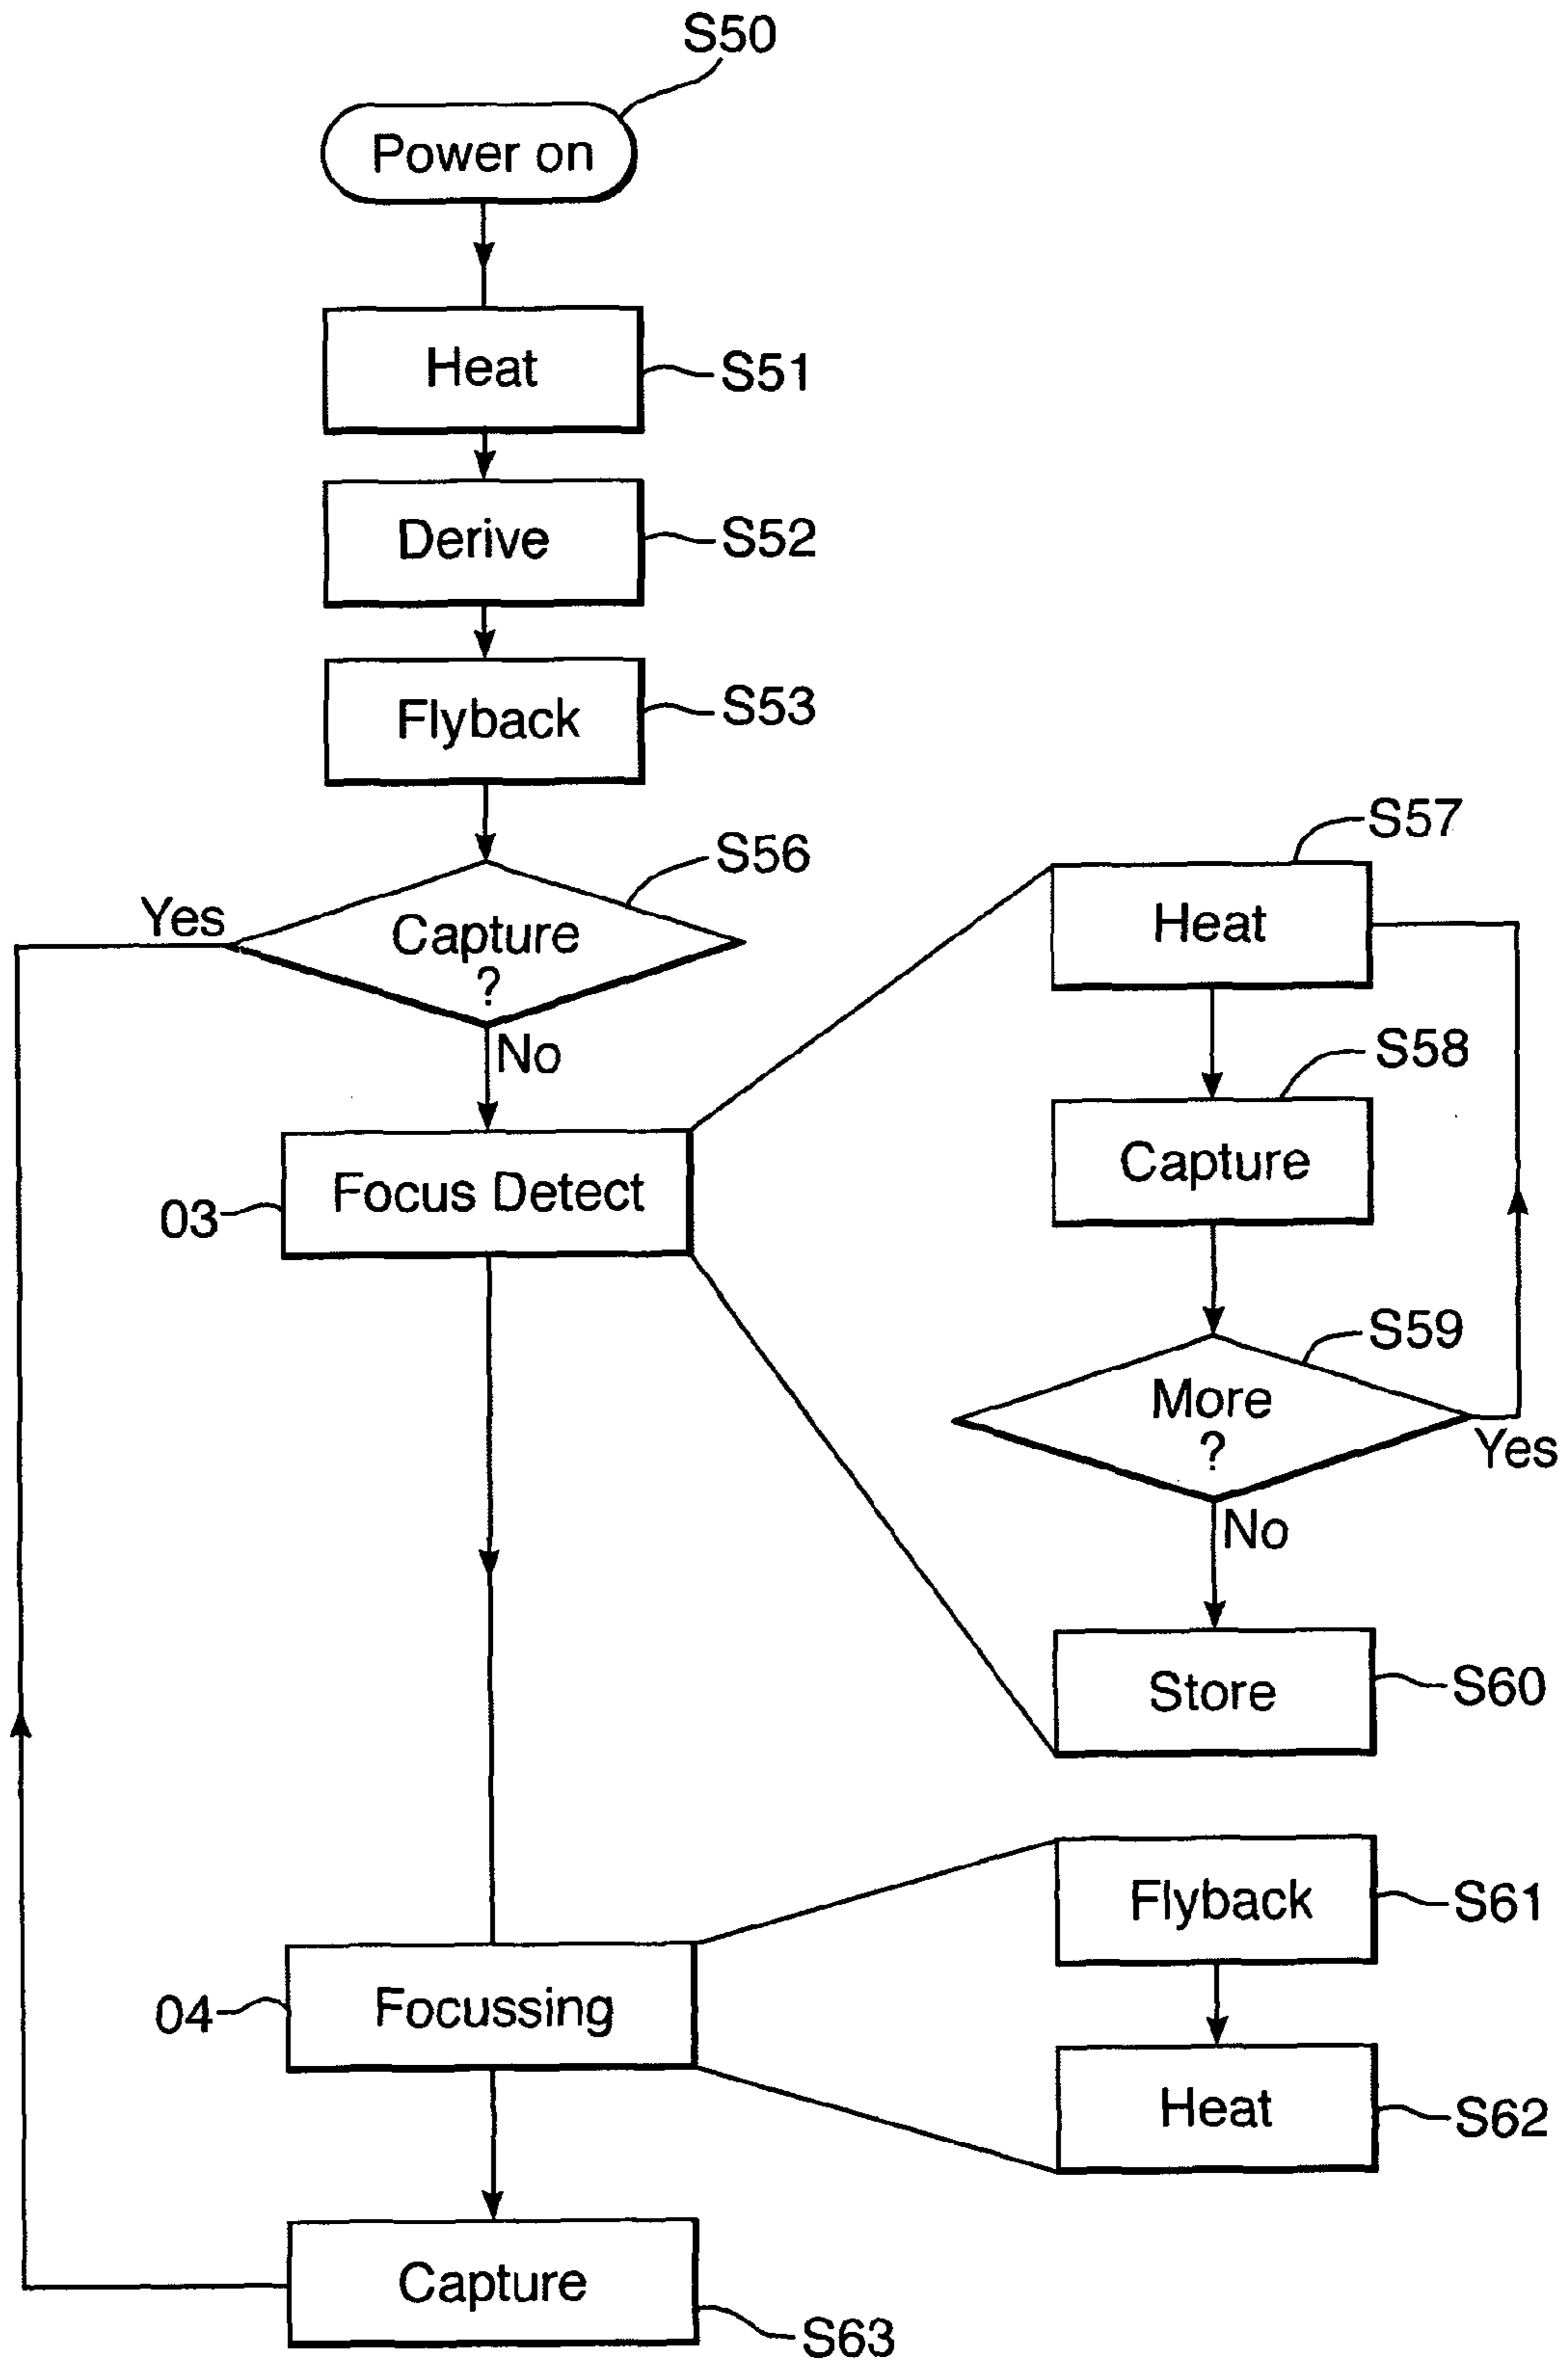 S50
Power on
Heat
S51
Derive
S52
Flyback
S53
S56
Yes
Capture
?
No
Focus Detect
03
S57
Heat
S58
Capture
S59
More
?
Yes
No
Store
S60
Focussing
04
Flyback
S61
Heat
S62
Capture
S63